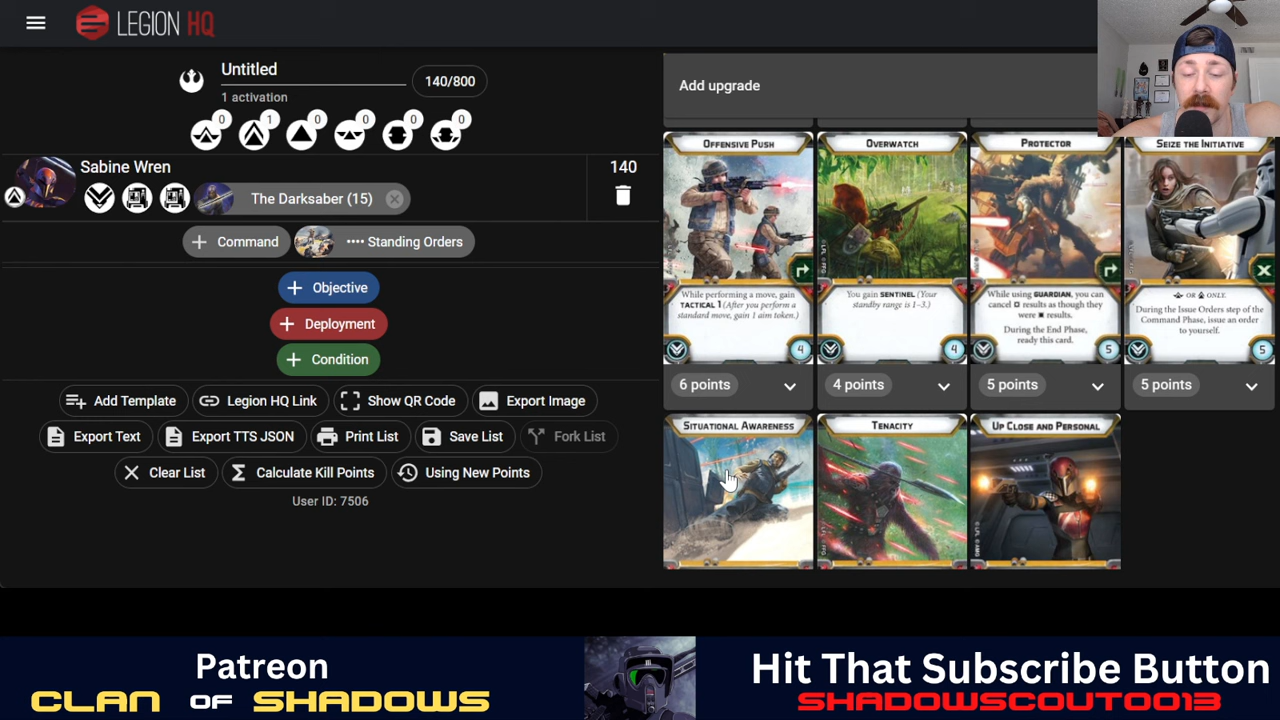 LEGION HQ
Untitled
140/800
1 activation
0 1 0 0 0 0
Sabine Wren
140
The Darksaber (15)
Command
•••• Standing Orders
Objective
Deployment
Condition
Add Template
Legion HQ Link
Show QR Code
Export Image
Export Text
Export TTS JSON
Print List
Save List
Fork List
Clear List
Calculate Kill Points
Using New Points
User ID: 7506
Add upgrade
OFFENSIVE PUSH
While performing a move, gain
TACTICAL 1 (After you perform a
standard move, gain 1 aim token.)
4
6 points
OVERWATCH
You gain SENTINEL (Your
standby range is 1–3.)
4
4 points
PROTECTOR
While using GUARDIAN, you can
cancel results as though they
were results.
During the End Phase,
ready this card.
5
5 points
SEIZE THE INITIATIVE
OR ONLY.
During the Issue Orders step of the
Command Phase, issue an order
to yourself.
5
5 points
SITUATIONAL AWARENESS
TENACITY
UP CLOSE AND PERSONAL
Patreon
CLAN OF SHADOWS
Hit That Subscribe Button
SHADOWSCOUT0013